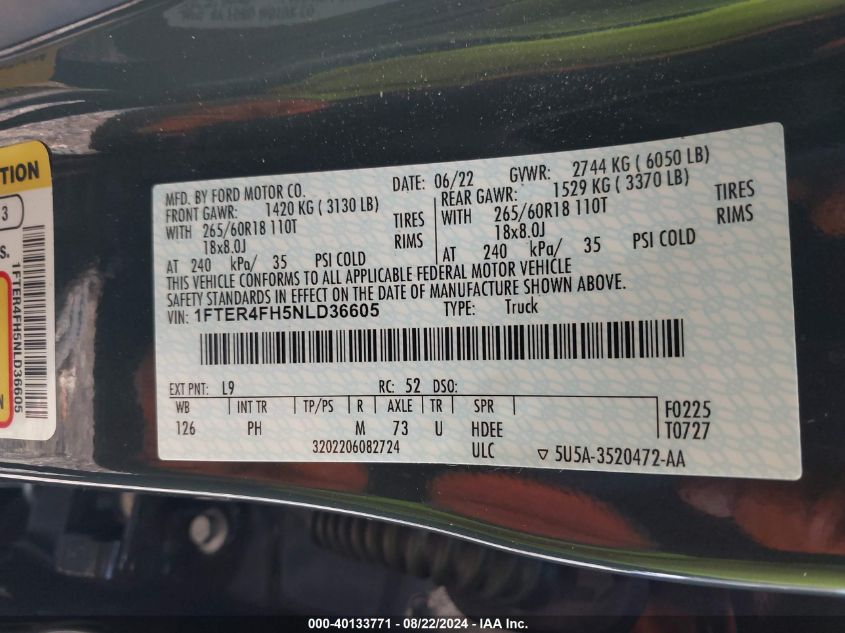 TION
3
S.
1FTER4FH5NLD36605
N
MFD. BY FORD MOTOR CO. DATE: 06/22 GVWR: 2744 KG ( 6050 LB)
FRONT GAWR: 1420 KG ( 3130 LB) REAR GAWR: 1529 KG ( 3370 LB)
WITH 265/60R18 110T TIRES WITH 265/60R18 110T TIRES
18x8.0J RIMS 18x8.0J RIMS
AT 240 kPa/ 35 PSI COLD AT 240 kPa/ 35 PSI COLD
THIS VEHICLE CONFORMS TO ALL APPLICABLE FEDERAL MOTOR VEHICLE
SAFETY STANDARDS IN EFFECT ON THE DATE OF MANUFACTURE SHOWN ABOVE.
VIN: 1FTER4FH5NLD36605 TYPE: Truck
EXT PNT: L9 RC: 52 DSO:
WB INT TR TP/PS R AXLE TR SPR F0225
126 PH M 73 U HDEE T0727
3202206082724 ULC ▽ 5U5A-3520472-AA
000-40133771 - 08/22/2024 - IAA Inc.